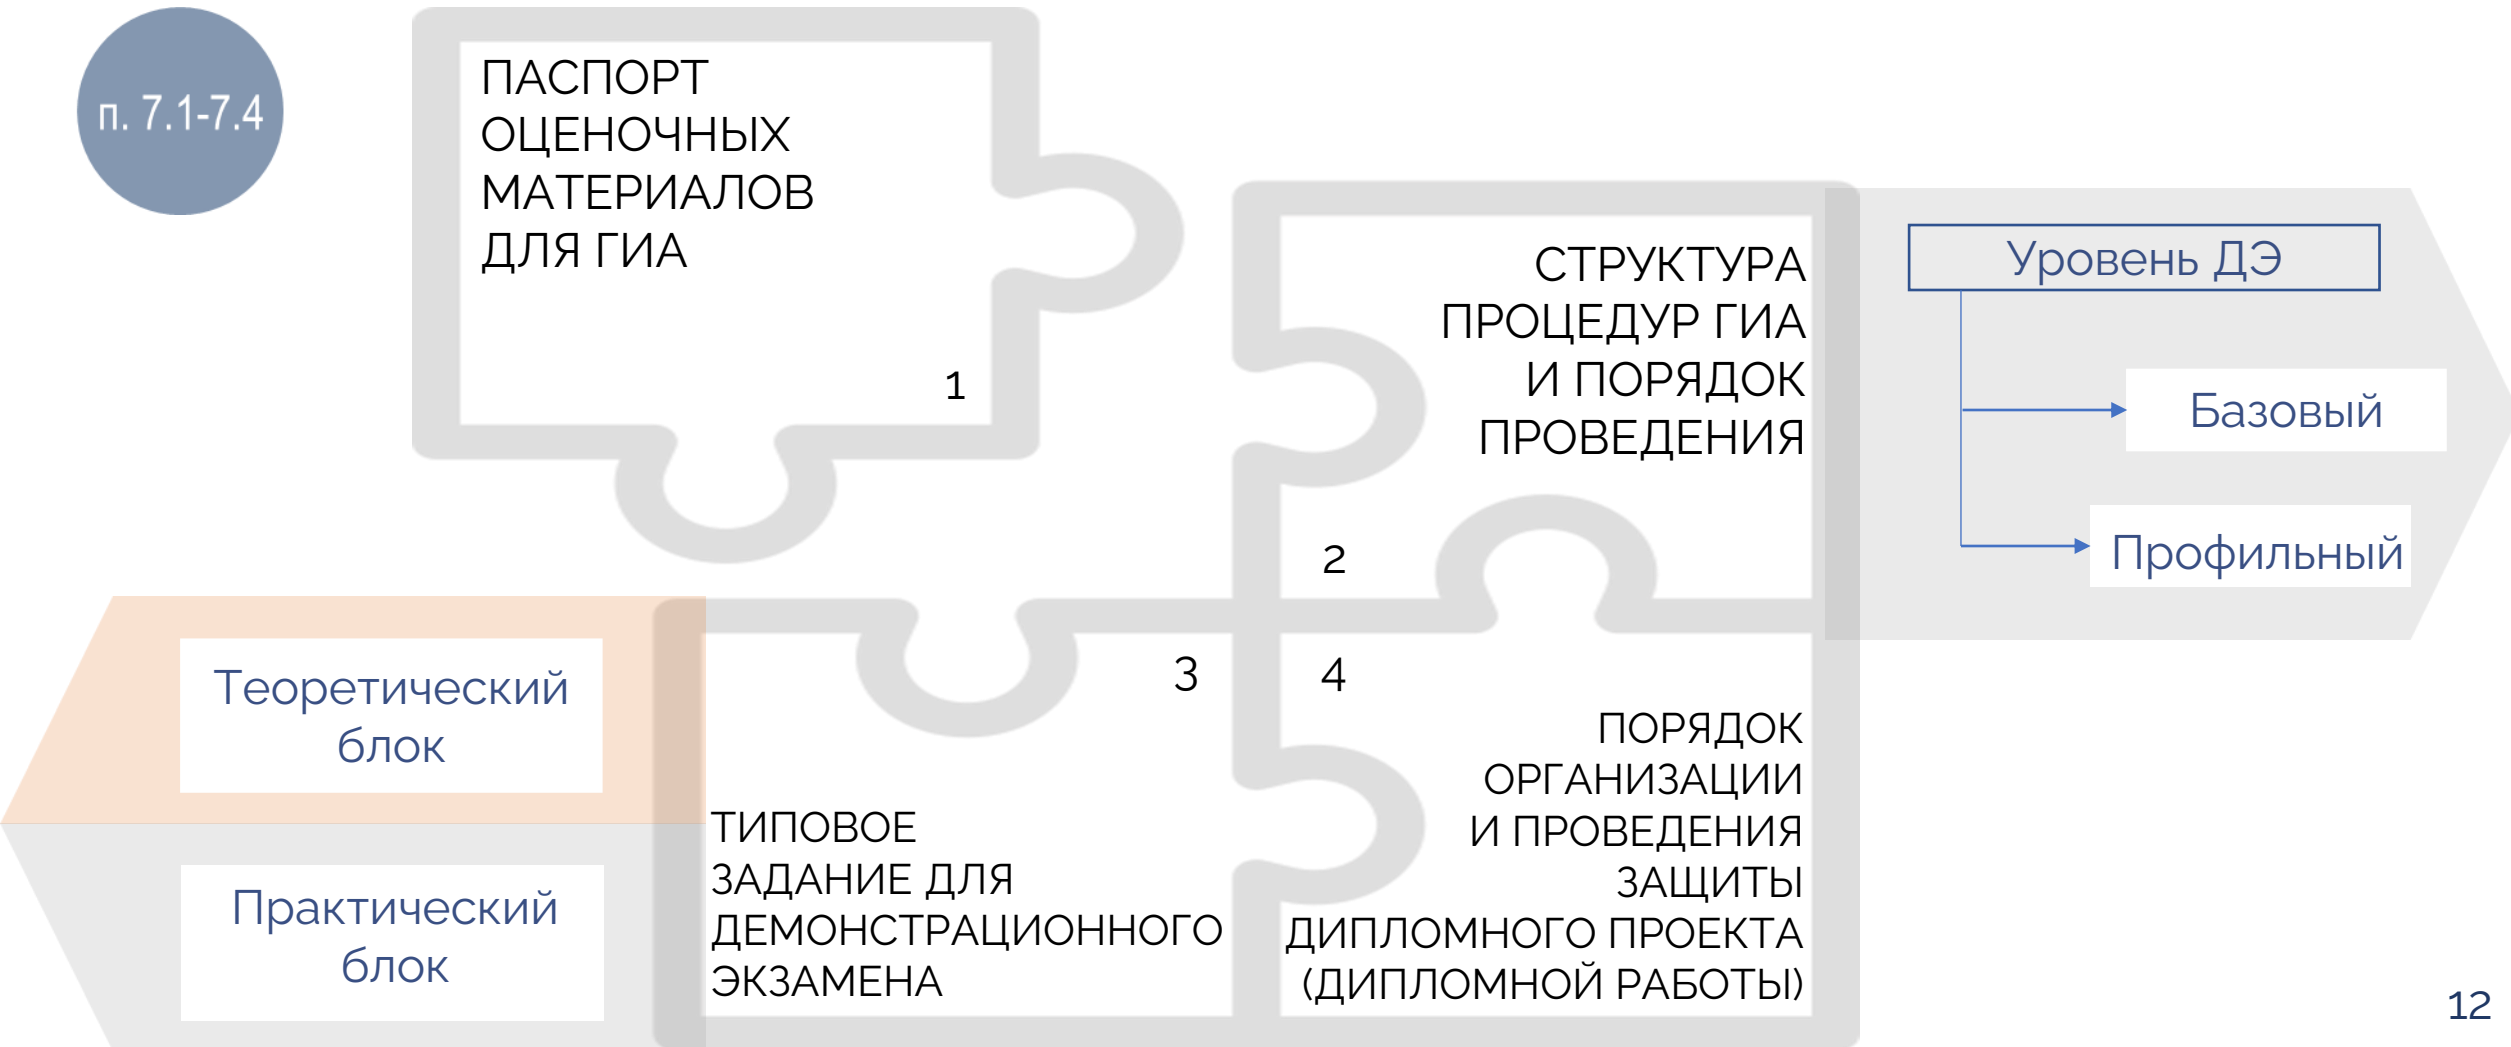 п. 7.1-7.4
ПАСПОРТ
ОЦЕНОЧНЫХ
МАТЕРИАЛОВ
ДЛЯ ГИА
1
СТРУКТУРА
ПРОЦЕДУР ГИА
И ПОРЯДОК
ПРОВЕДЕНИЯ
2
Уровень ДЭ
Базовый
Профильный
Теоретический
блок
Практический
блок
3
ТИПОВОЕ
ЗАДАНИЕ ДЛЯ
ДЕМОНСТРАЦИОННОГО
ЭКЗАМЕНА
4
ПОРЯДОК
ОРГАНИЗАЦИИ
И ПРОВЕДЕНИЯ
ЗАЩИТЫ
ДИПЛОМНОГО ПРОЕКТА
(ДИПЛОМНОЙ РАБОТЫ)
12